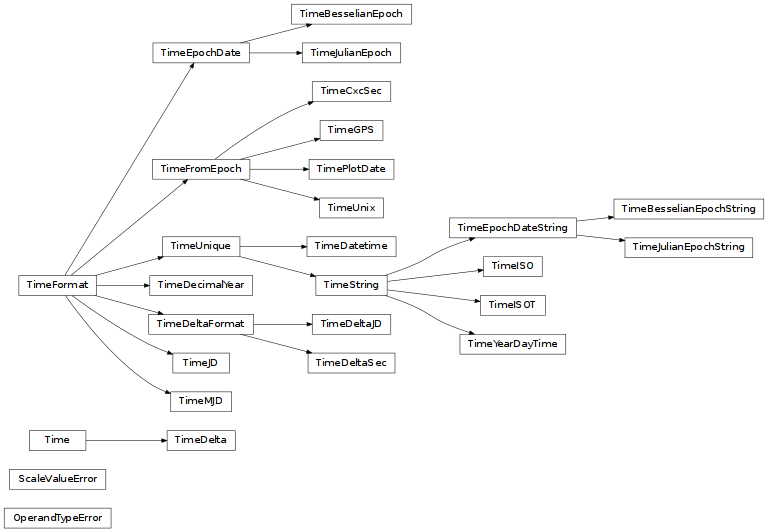 TimeBesselianEpoch
TimeEpochDate
TimeJulianEpoch
TimeCxcSec
TimeGPS
TimeFromEpoch
TimePlotDate
TimeUnix
TimeBesselianEpochString
TimeEpochDateString
TimeUnique
TimeDatetime
TimeJulianEpochString
TimeISO
TimeFormat
TimeDecimalYear
TimeString
TimeISOT
TimeDeltaFormat
TimeDeltaJD
TimeYearDayTime
TimeJD
TimeDeltaSec
TimeMJD
Time
TimeDelta
ScaleValueError
OperandTypeError